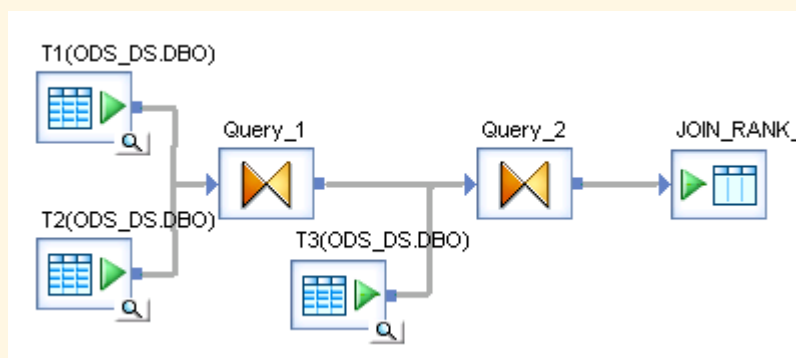 T1(ODS_DS.DBO)
Query_1
Query_2
JOIN_RANK_
T2(ODS_DS.DBO)
T3(ODS_DS.DBO)